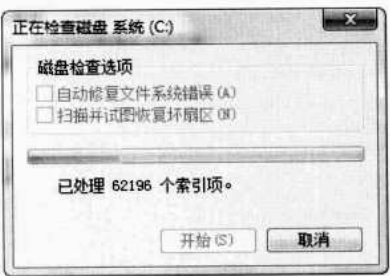 正在检查磁盘 系统 (C:)
磁盘检查选项
自动修复文件系统错误(A)
扫描并试图恢复坏扇区(N)
已处理 62196 个索引项。
开始(S) 取消